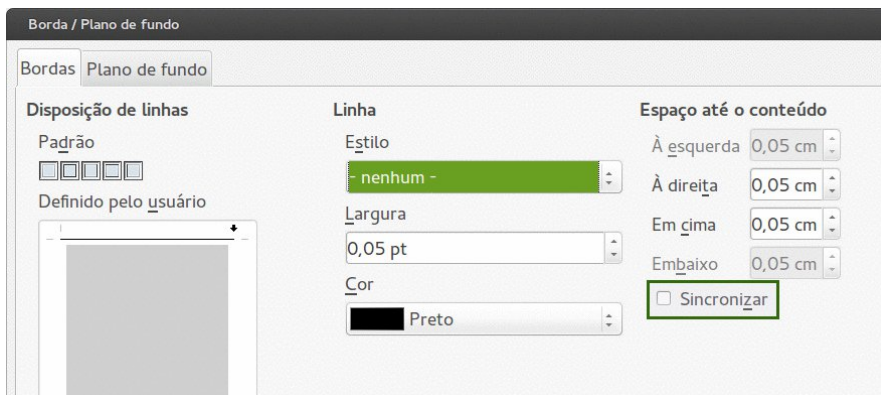 Borda / Plano de fundo
Bordas Plano de fundo
Disposição de linhas
Padrão
Definido pelo usuário
Linha
Estilo
- nenhum -
Largura
0,05 pt
Cor
Preto
Espaço até o conteúdo
À esquerda 0,05 cm
À direita 0,05 cm
Em cima 0,05 cm
Embaixo 0,05 cm
Sincronizar